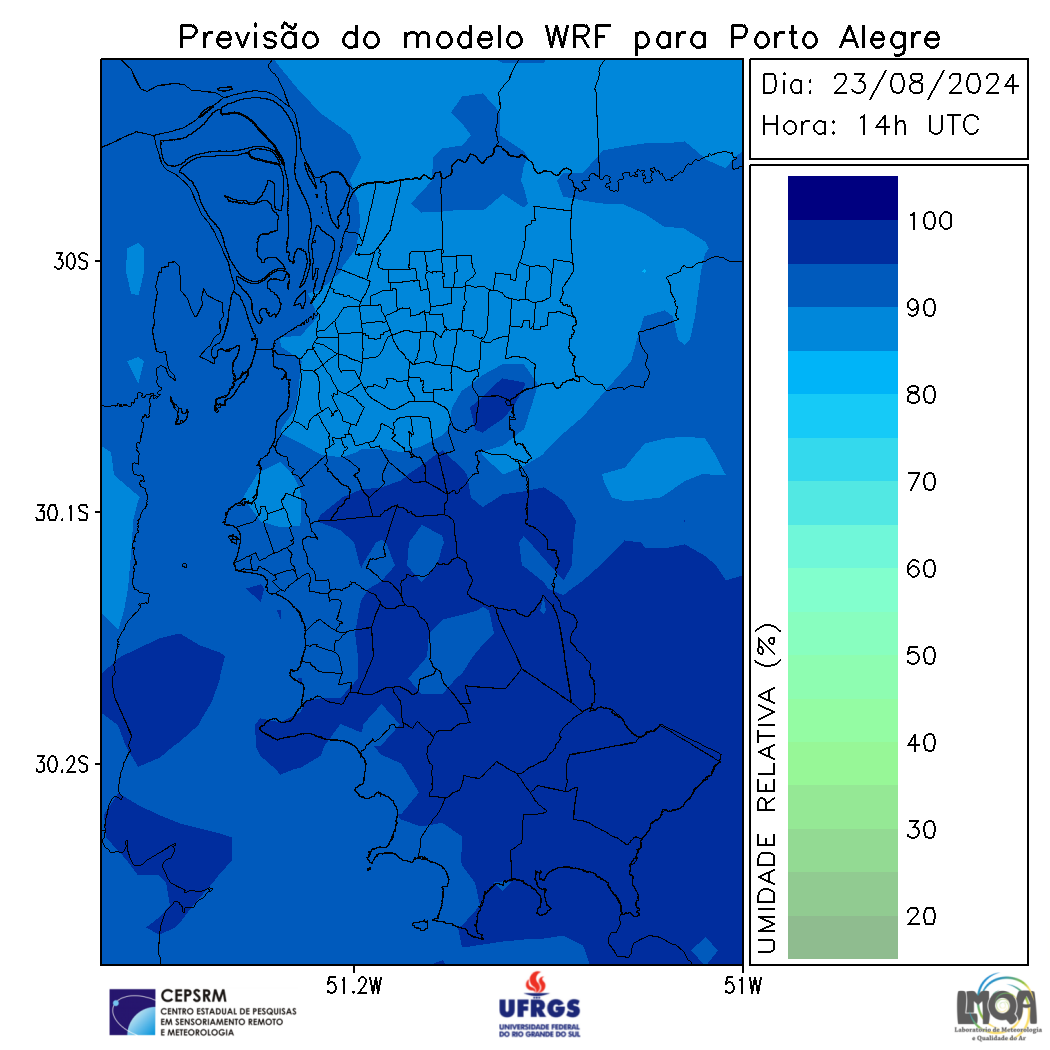 Previsão do modelo WRF para Porto Alegre
Dia: 23/08/2024
Hora: 14h UTC
100
90
80
70
60
50
40
30
20
UMIDADE RELATIVA (%)
30S
30.1S
30.2S
51.2W
51W
CEPSRM
CENTRO ESTADUAL DE PESQUISAS
EM SENSORIAMENTO REMOTO
E METEOROLOGIA
UFRGS
UNIVERSIDADE FEDERAL
DO RIO GRANDE DO SUL
LMQA
Laboratório de Meteorologia
e Qualidade do Ar